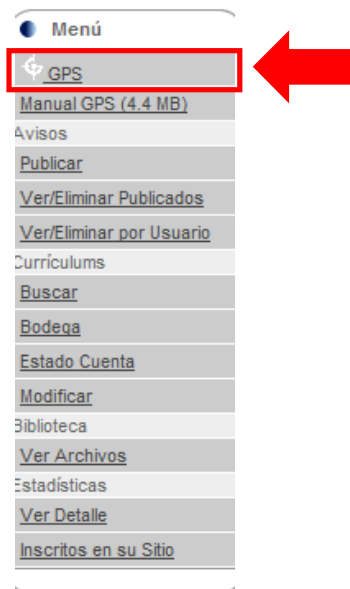 Menú
GPS
Manual GPS (4.4 MB)
Avisos
Publicar
Ver/Eliminar Publicados
Ver/Eliminar por Usuario
Currículums
Buscar
Bodega
Estado Cuenta
Modificar
Biblioteca
Ver Archivos
Estadísticas
Ver Detalle
Inscritos en su Sitio